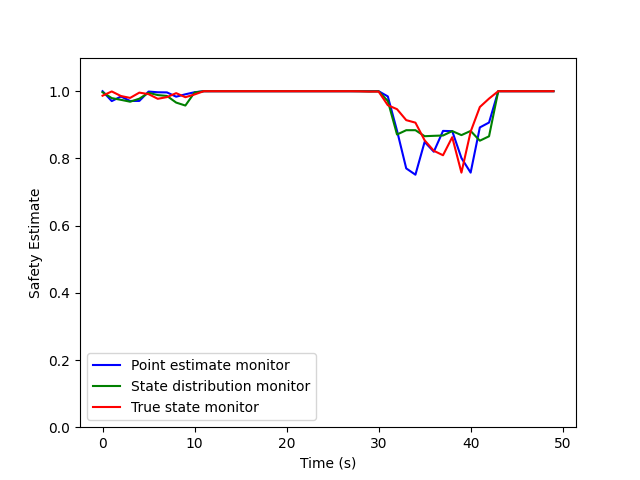 1.0
0.8
0.6
0.4
0.2
0.0
Safety Estimate
Point estimate monitor
State distribution monitor
True state monitor
0 10 20 30 40 50
Time (s)